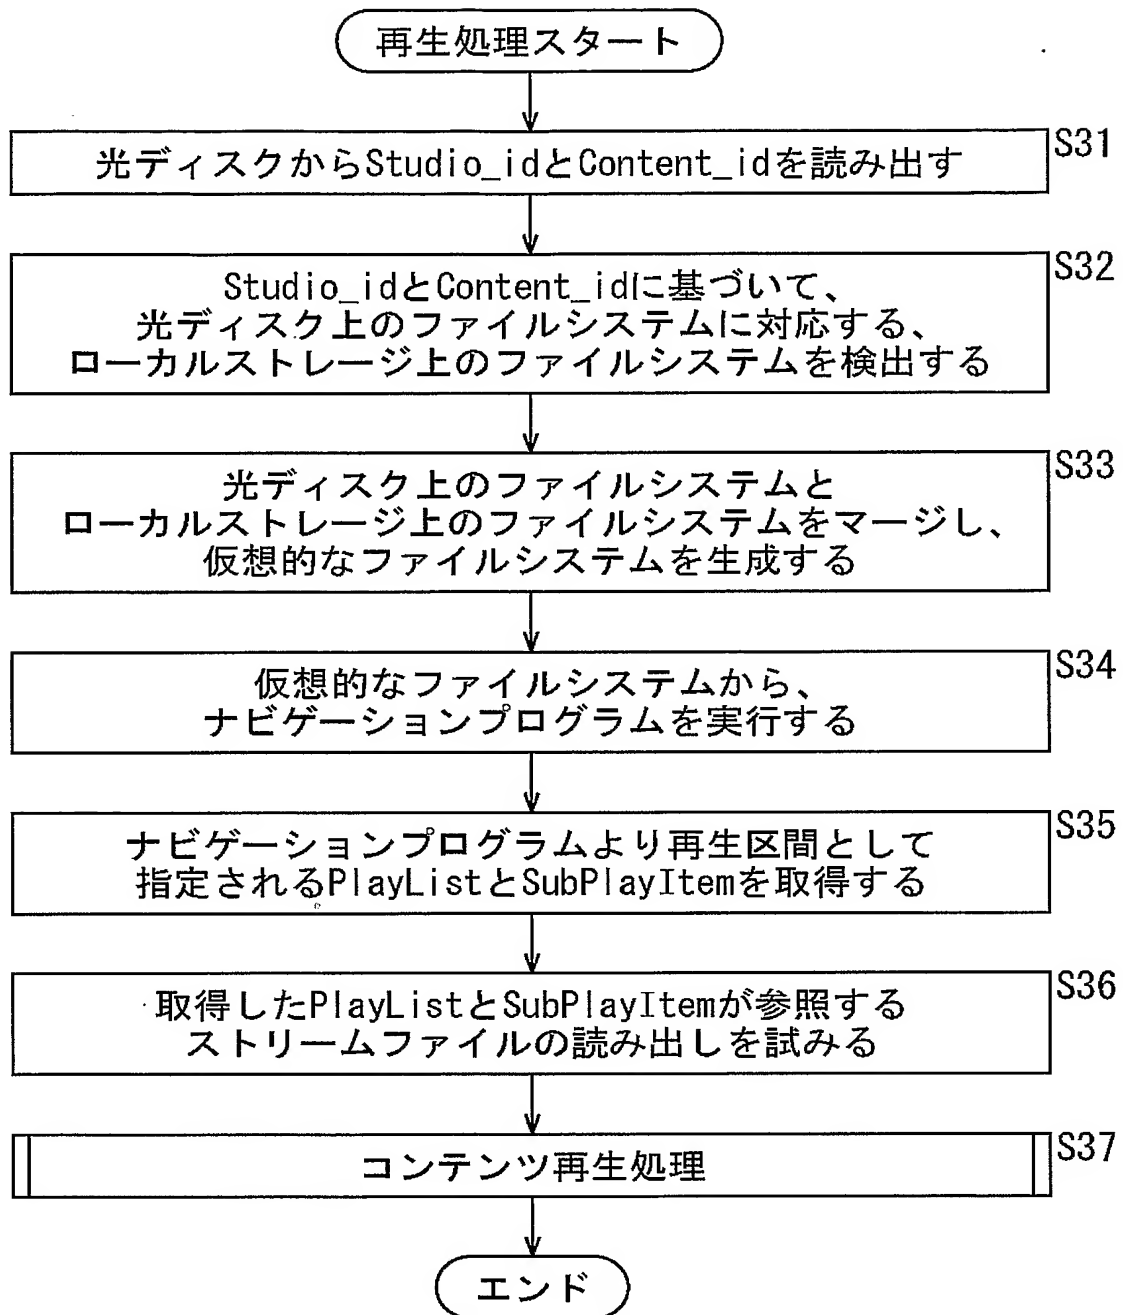 再生処理スタート
S31
光ディスクからStudio_idとContent_idを読み出す
S32
Studio_idとContent_idに基づいて、
光ディスク上のファイルシステムに対応する、
ローカルストレージ上のファイルシステムを検出する
S33
光ディスク上のファイルシステムと
ローカルストレージ上のファイルシステムをマージし、
仮想的なファイルシステムを生成する
S34
仮想的なファイルシステムから、
ナビゲーションプログラムを実行する
S35
ナビゲーションプログラムより再生区間として
指定されるPlayListとSubPlayItemを取得する
S36
取得したPlayListとSubPlayItemが参照する
ストリームファイルの読み出しを試みる
S37
コンテンツ再生処理
エンド